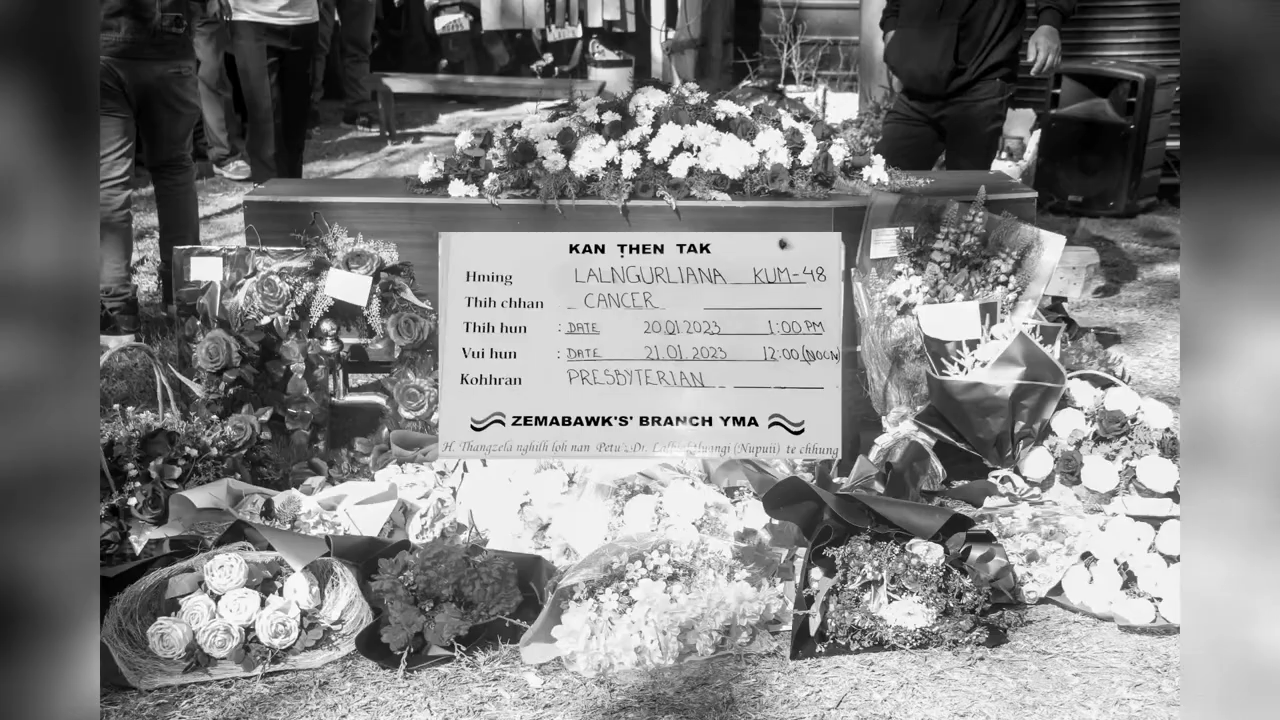 KAN ṬHEN TAK
Hming LALNGURLIANA KUM-48
Thih chhan CANCER
Thih hun : DATE 20.01.2023 1:00 PM
Vui hun : DATE 21.01.2023 12:00 (NOON)
Kohhran PRESBYTERIAN
ZEMABAWK'S' BRANCH YMA
H. Thangzela nghilh loh nan Petu : Dr. (Nupuii) te chhung